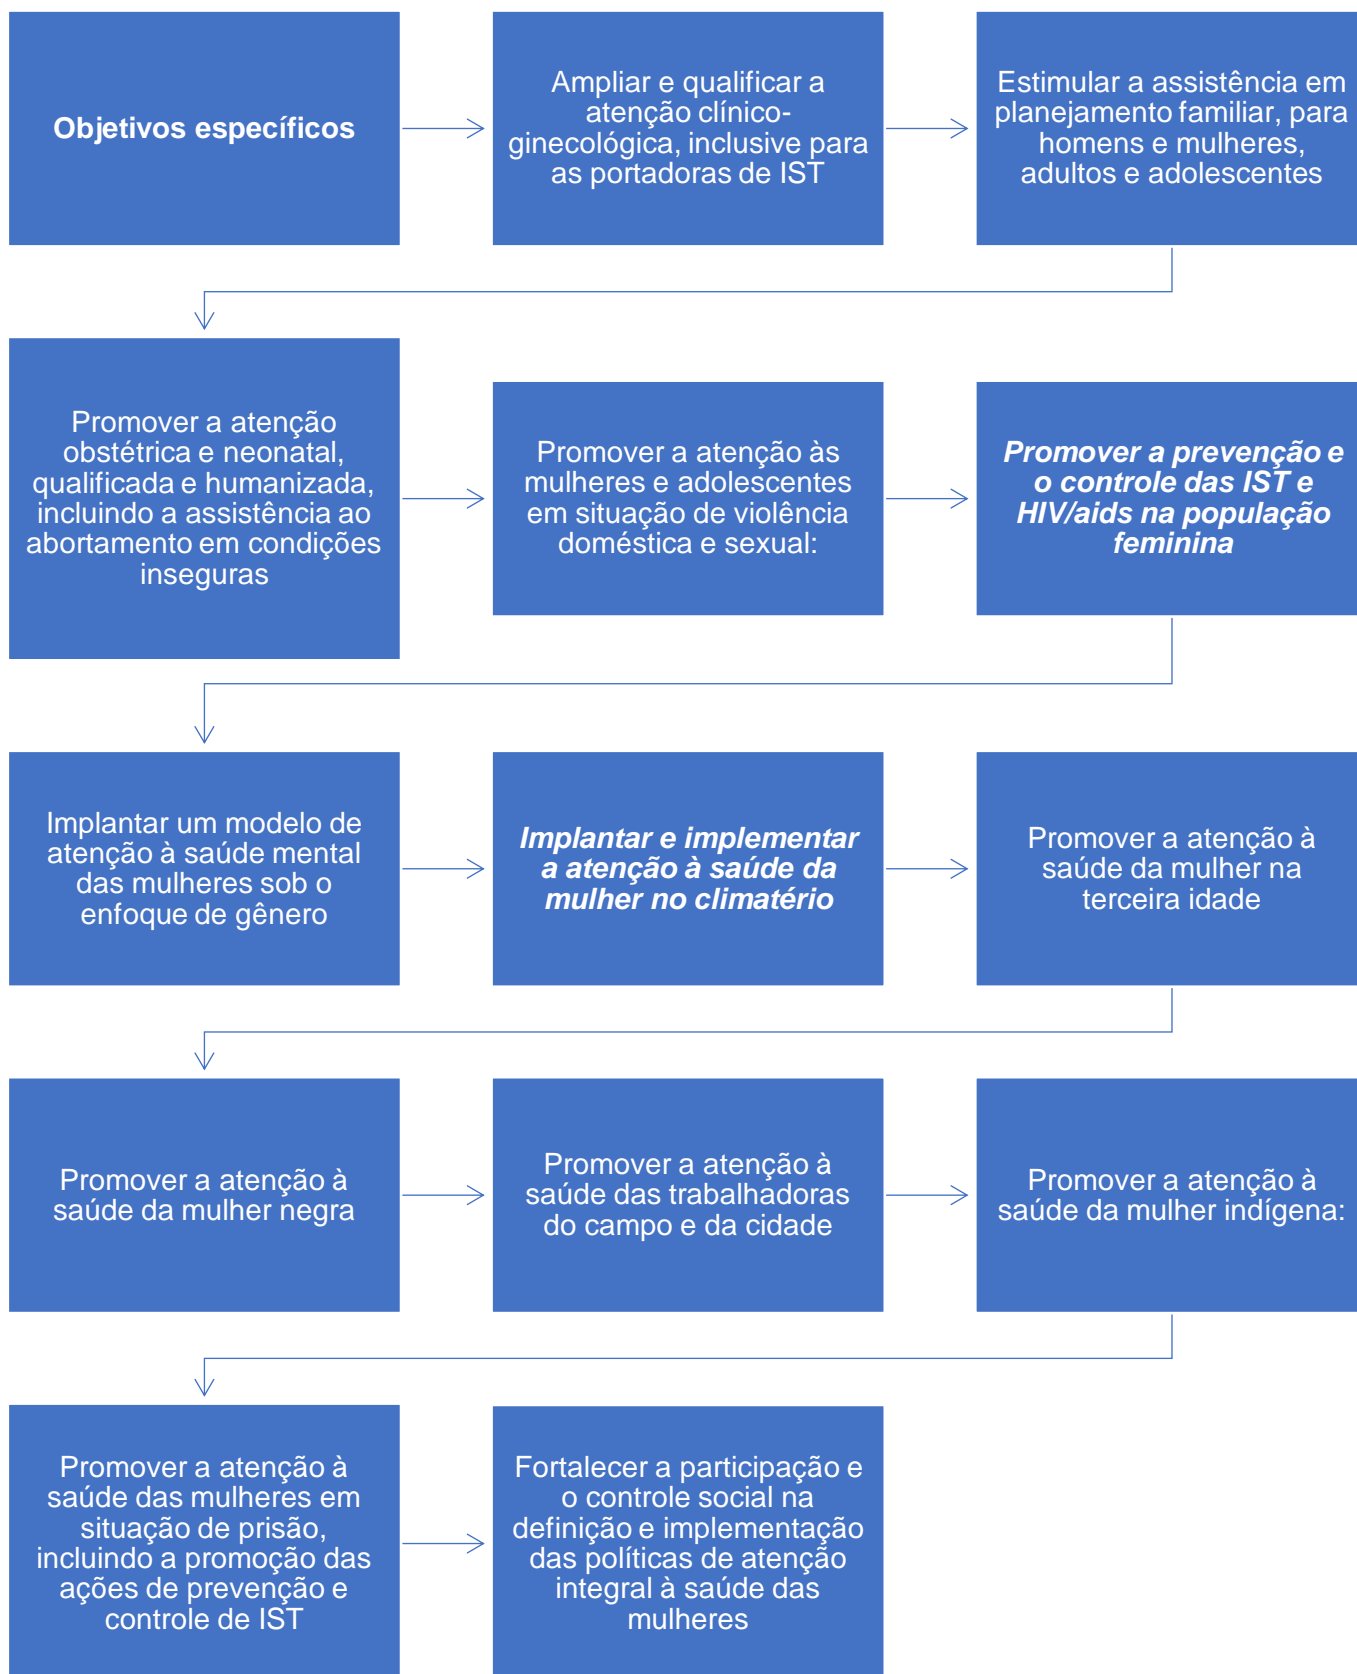 Objetivos específicos
Ampliar e qualificar a
atenção clínico-
ginecológica, inclusive para
as portadoras de IST
Estimular a assistência em
planejamento familiar, para
homens e mulheres,
adultos e adolescentes
Promover a atenção
obstétrica e neonatal,
qualificada e humanizada,
incluindo a assistência ao
abortamento em condições
inseguras
Promover a atenção às
mulheres e adolescentes
em situação de violência
doméstica e sexual:
Promover a prevenção e
o controle das IST e
HIV/aids na população
feminina
Implantar um modelo de
atenção à saúde mental
das mulheres sob o
enfoque de gênero
Implantar e implementar
a atenção à saúde da
mulher no climatério
Promover a atenção à
saúde da mulher na
terceira idade
Promover a atenção à
saúde da mulher negra
Promover a atenção à
saúde das trabalhadoras
do campo e da cidade
Promover a atenção à
saúde da mulher indígena:
Promover a atenção à
saúde das mulheres em
situação de prisão,
incluindo a promoção das
ações de prevenção e
controle de IST
Fortalecer a participação e
o controle social na
definição e implementação
das políticas de atenção
integral à saúde das
mulheres